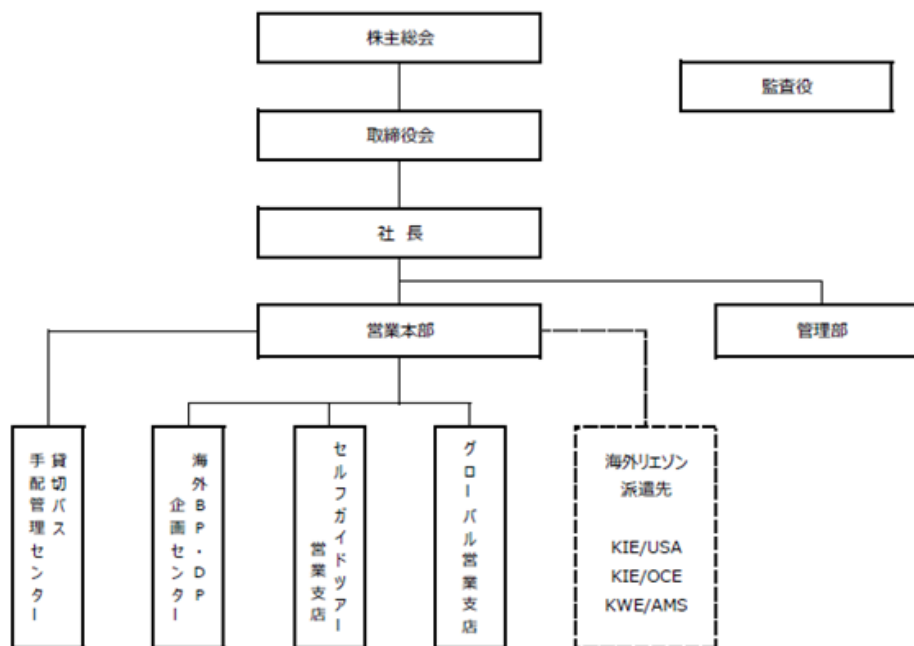 株主総会
監査役
取締役会
社 長
営業本部
管理部
貸切バス
手配管理センター
海外BP・DP
企画センター
セルフガイドツアー
営業支店
グローバル営業支店
海外リエゾン
派遣先
KIE/USA
KIE/OCE
KWE/AMS